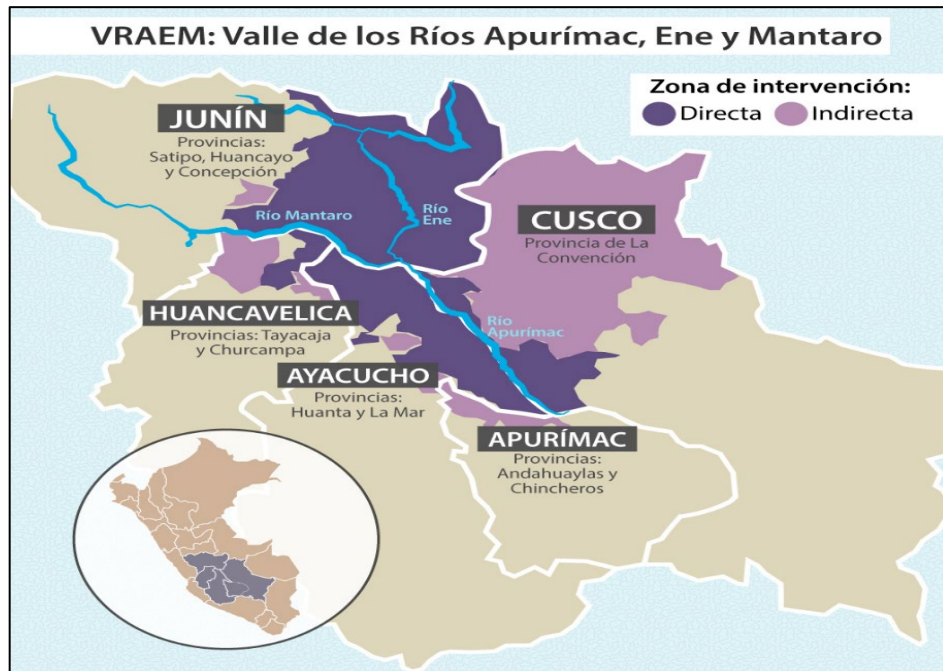 VRAEM: Valle de los Ríos Apurímac, Ene y Mantaro
Zona de intervención:
Directa
Indirecta
JUNÍN
Provincias:
Satipo, Huancayo
y Concepción
Río Mantaro
Río
Ene
CUSCO
Provincia de La
Convención
HUANCAVELICA
Provincias: Tayacaja
y Churcampa
Río
Apurímac
AYACUCHO
Provincias:
Huanta y La Mar
APURÍMAC
Provincias:
Andahuaylas y
Chincheros